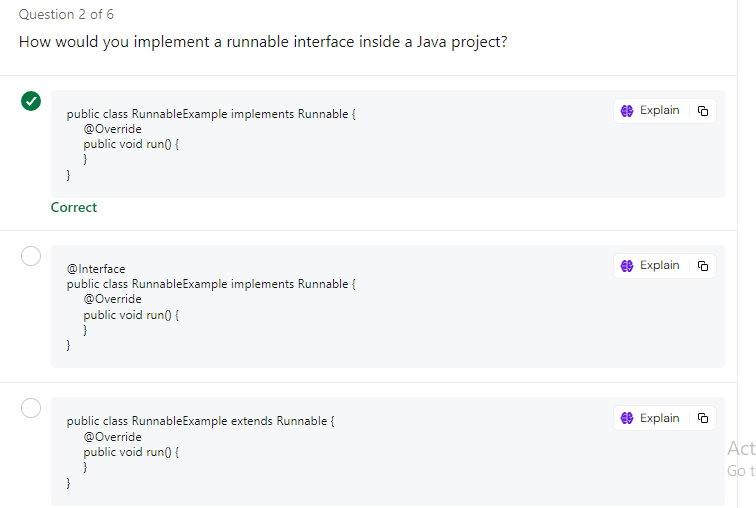 Question 2 of 6
How would you implement a runnable interface inside a Java project?
Explain
public class RunnableExample implements Runnable {
@Override
public void run() {
}
}
Correct
Explain
@Interface
public class RunnableExample implements Runnable {
@Override
public void run() {
}
}
Explain
public class RunnableExample extends Runnable {
@Override
public void run() {
}
}
Act
Go t